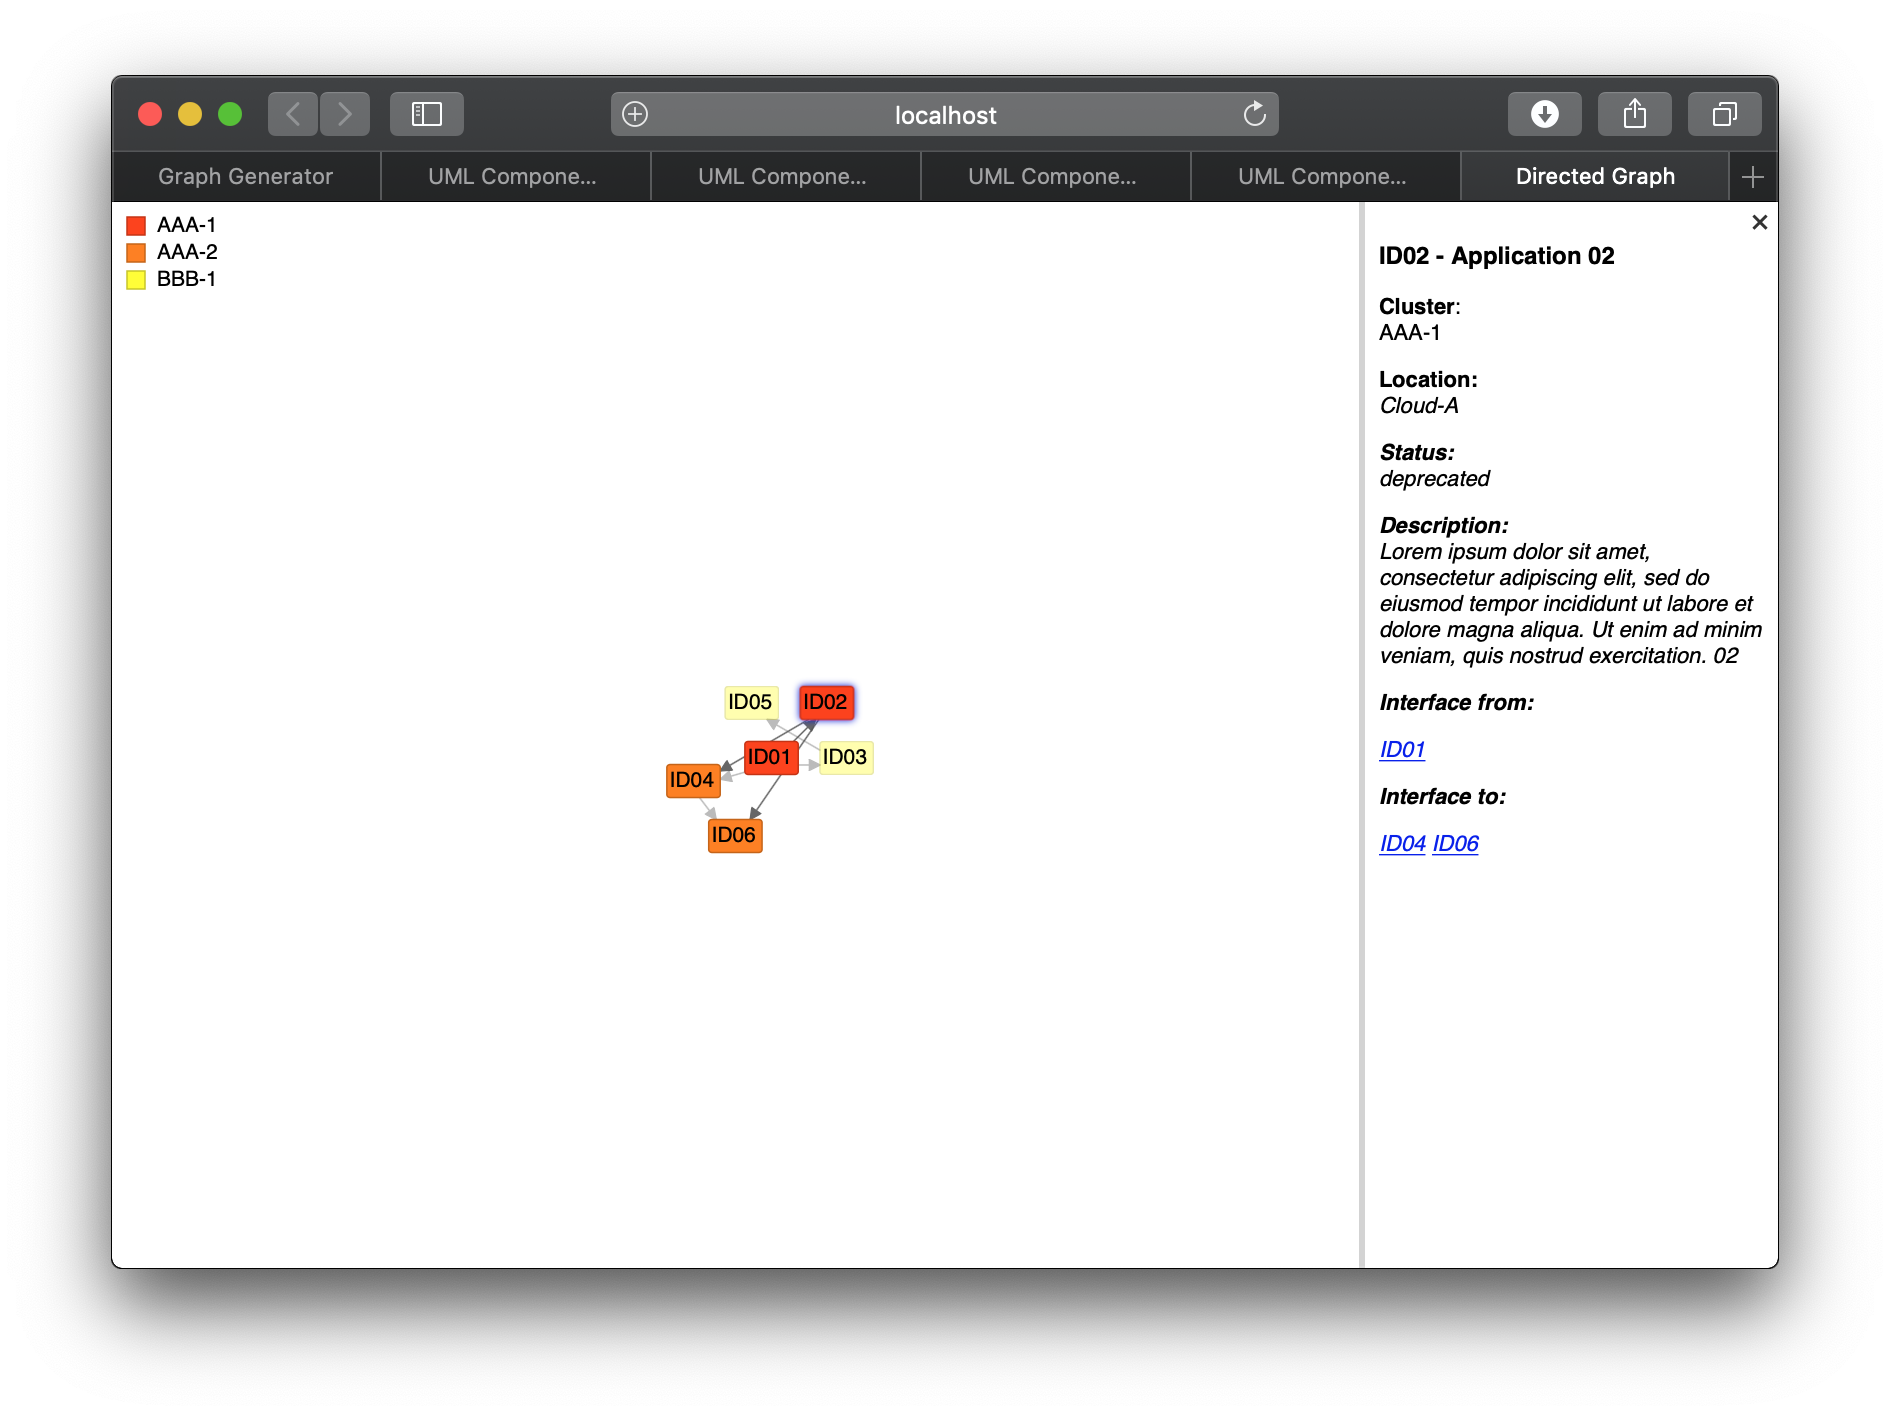 localhost
Graph Generator
UML Compone...
UML Compone...
UML Compone...
UML Compone...
Directed Graph
AAA-1
AAA-2
BBB-1
ID05
ID02
ID01
ID03
ID04
ID06
ID02 - Application 02
Cluster:
AAA-1
Location:
Cloud-A
Status:
deprecated
Description:
Lorem ipsum dolor sit amet,
consectetur adipiscing elit, sed do
eiusmod tempor incididunt ut labore et
dolore magna aliqua. Ut enim ad minim
veniam, quis nostrud exercitation. 02
Interface from:
ID01
Interface to:
ID04 ID06